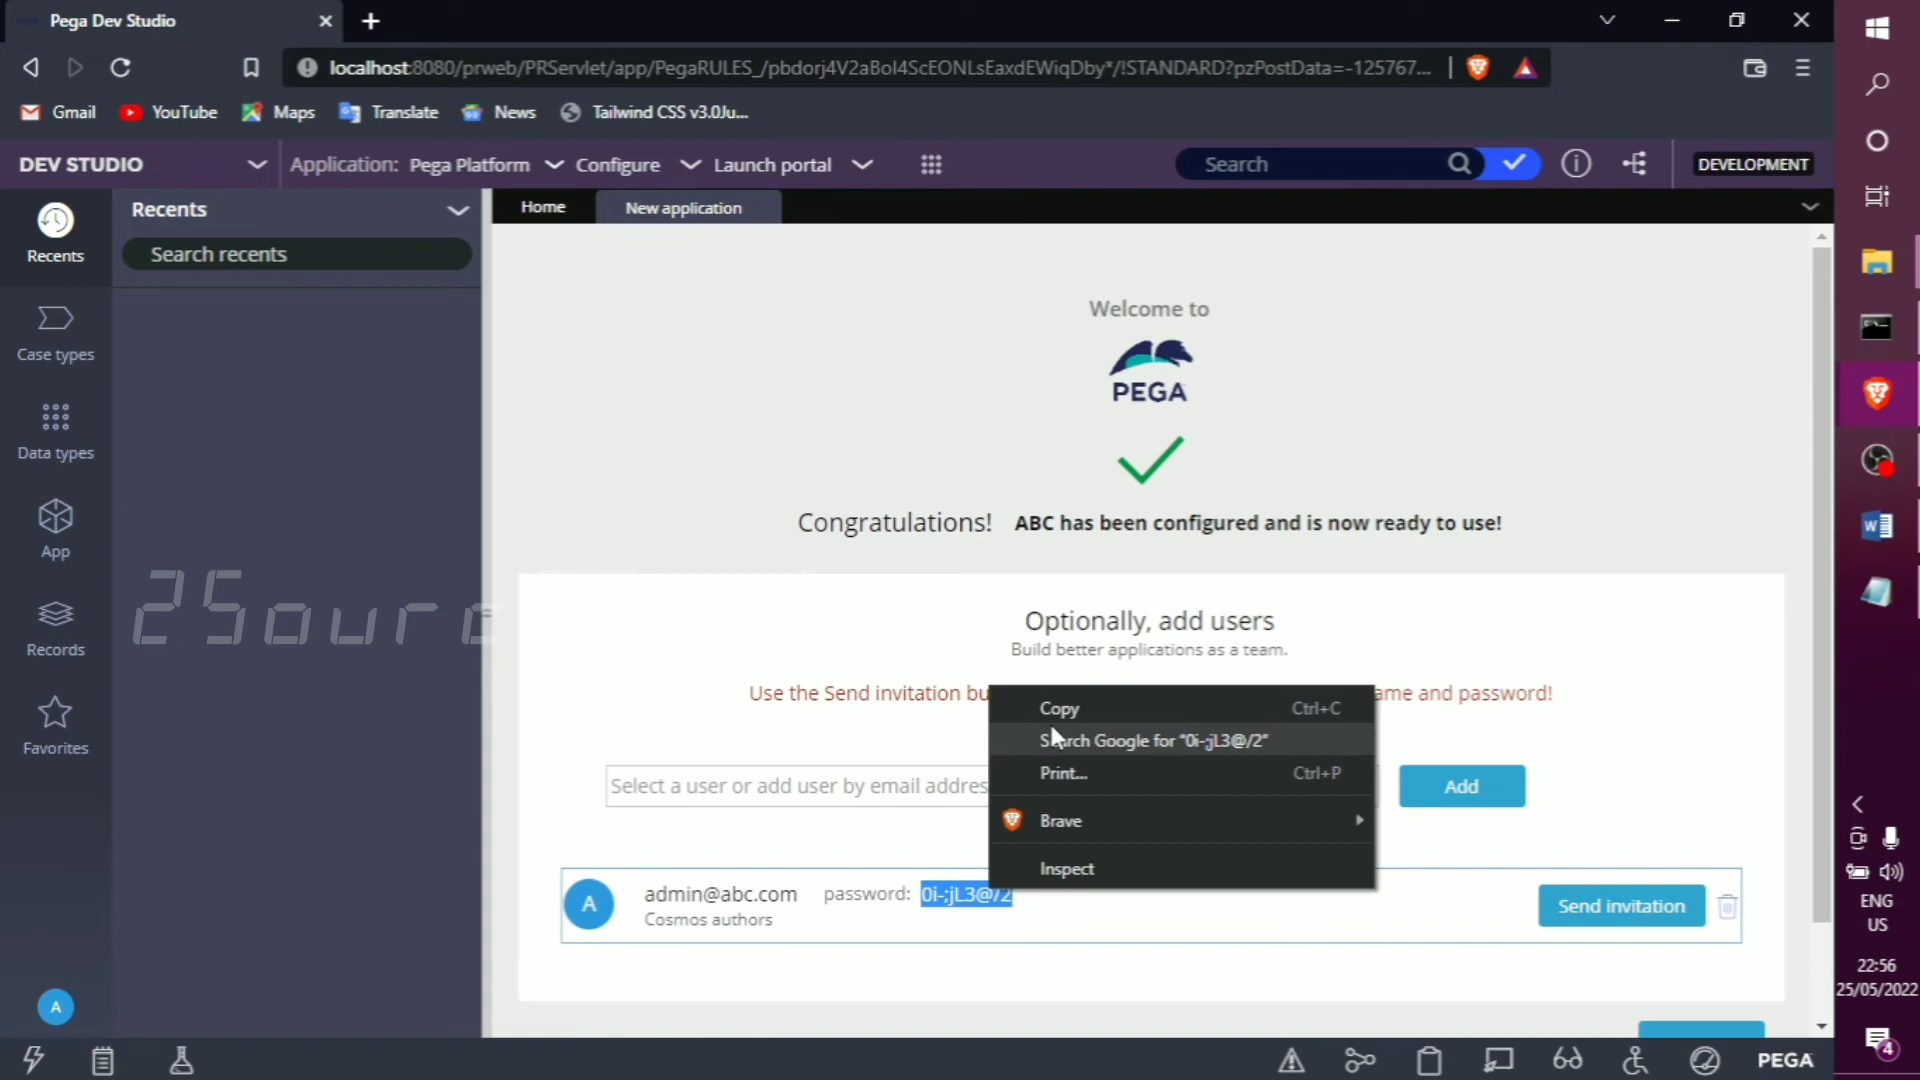 Pega Dev Studio
localhost:8080/prweb/PRServlet/app/PegaRULES_/pbdorj4V2aBol4ScEONLsEaxdEWiqDby*/!STANDARD?pzPostData=-125767...
Gmail YouTube Maps Translate News Tailwind CSS v3.0Ju...
DEV STUDIO Application: Pega Platform Configure Launch portal Search DEVELOPMENT
Recents
Search recents
Home New application
Recents
Case types
Data types
App
Records
Favorites
A
25ourc
Welcome to
PEGA
Congratulations! ABC has been configured and is now ready to use!
Optionally, add users
Build better applications as a team.
Use the Send invitation bu ame and password!
Copy Ctrl+C
Search Google for "0i-;jL3@/2"
Print... Ctrl+P
Brave
Inspect
Select a user or add user by email addres Add
A admin@abc.com password: 0i-;jL3@/2
Cosmos authors
Send invitation
PEGA
ENG
US
22:56
25/05/2022
4